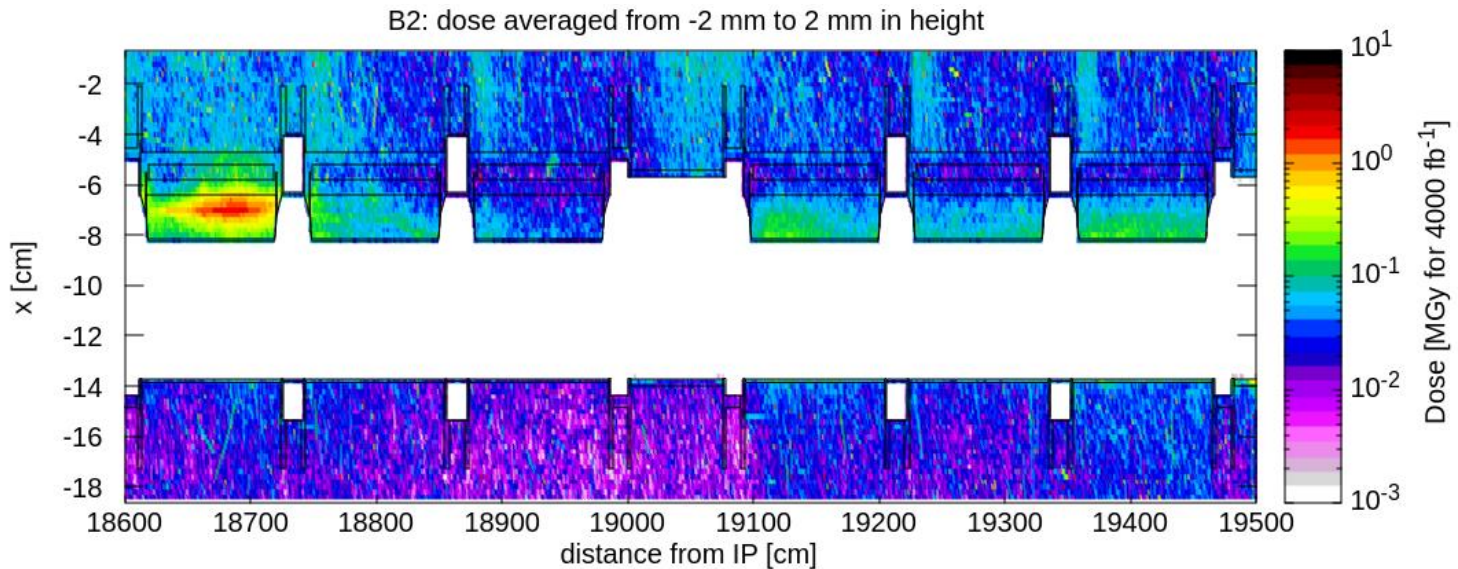 B2: dose averaged from -2 mm to 2 mm in height
x [cm]
-2
-4
-6
-8
-10
-12
-14
-16
-18
18600 18700 18800 18900 19000 19100 19200 19300 19400 19500
distance from IP [cm]
10^1
10^0
10^-1
10^-2
10^-3
Dose [MGy for 4000 fb^-1]